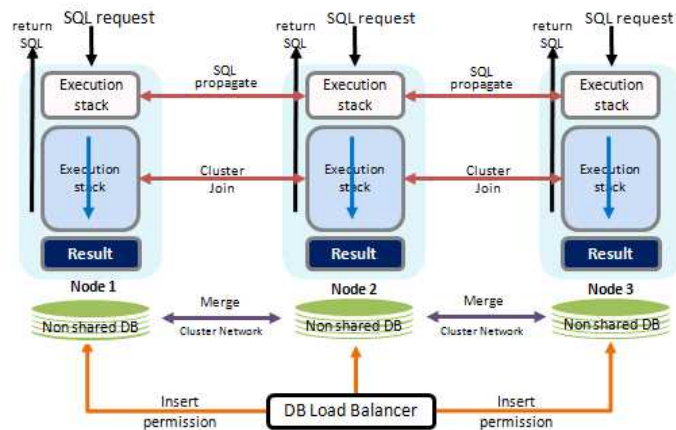 SQL request
SQL request
SQL request
return
SQL
return
SQL
return
SQL
Execution
stack
SQL
propagate
Execution
stack
SQL
propagate
Execution
stack
Execution
stack
Cluster
Join
Execution
stack
Cluster
Join
Execution
stack
Result
Result
Result
Node 1
Node 2
Node 3
Non shared DB
Merge
Cluster Network
Non shared DB
Merge
Cluster Network
Non shared DB
Insert
permission
DB Load Balancer
Insert
permission